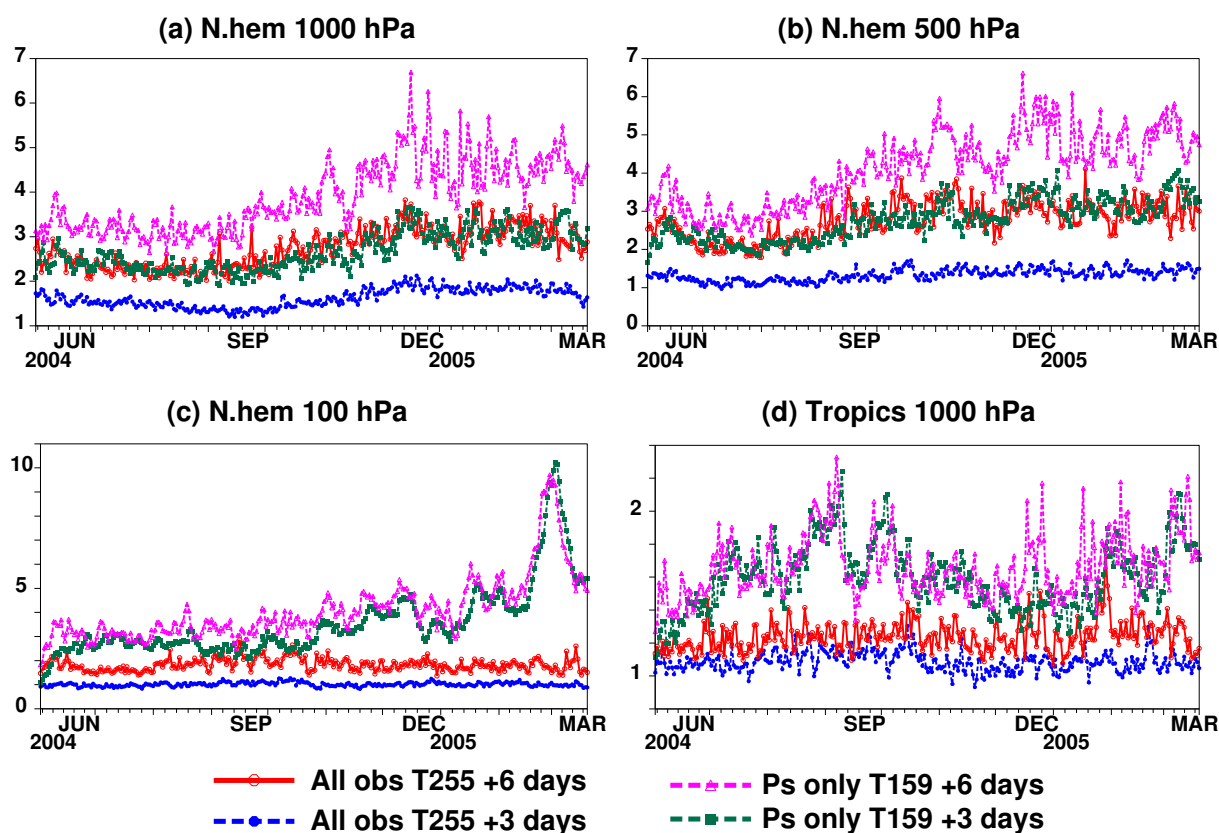 (a) N.hem 1000 hPa
7
6
5
4
3
2
1
JUN SEP DEC MAR
2004 2005
(b) N.hem 500 hPa
7
6
5
4
3
2
1
0
JUN SEP DEC MAR
2004 2005
(c) N.hem 100 hPa
10
5
0
JUN SEP DEC MAR
2004 2005
(d) Tropics 1000 hPa
2
1
JUN SEP DEC MAR
2004 2005
All obs T255 +6 days
All obs T255 +3 days
Ps only T159 +6 days
Ps only T159 +3 days